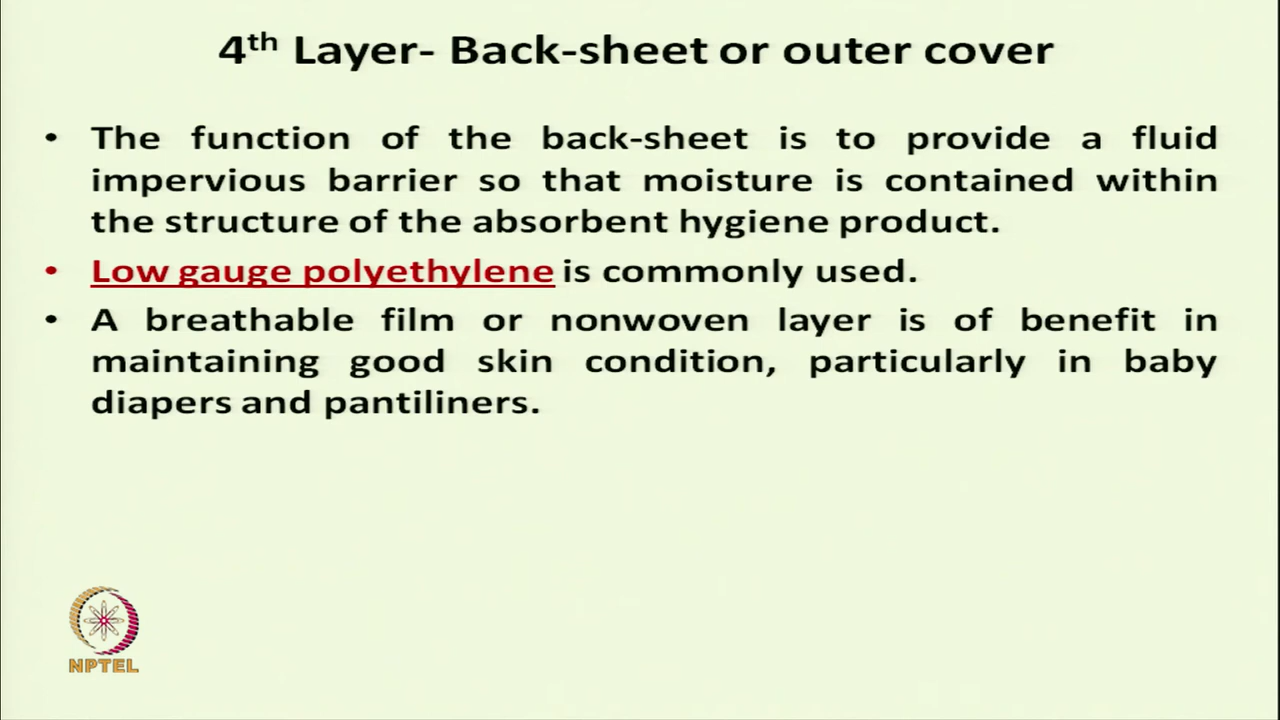 4th Layer- Back-sheet or outer cover
• The function of the back-sheet is to provide a fluid
impervious barrier so that moisture is contained within
the structure of the absorbent hygiene product.
• Low gauge polyethylene is commonly used.
• A breathable film or nonwoven layer is of benefit in
maintaining good skin condition, particularly in baby
diapers and pantiliners.
NPTEL